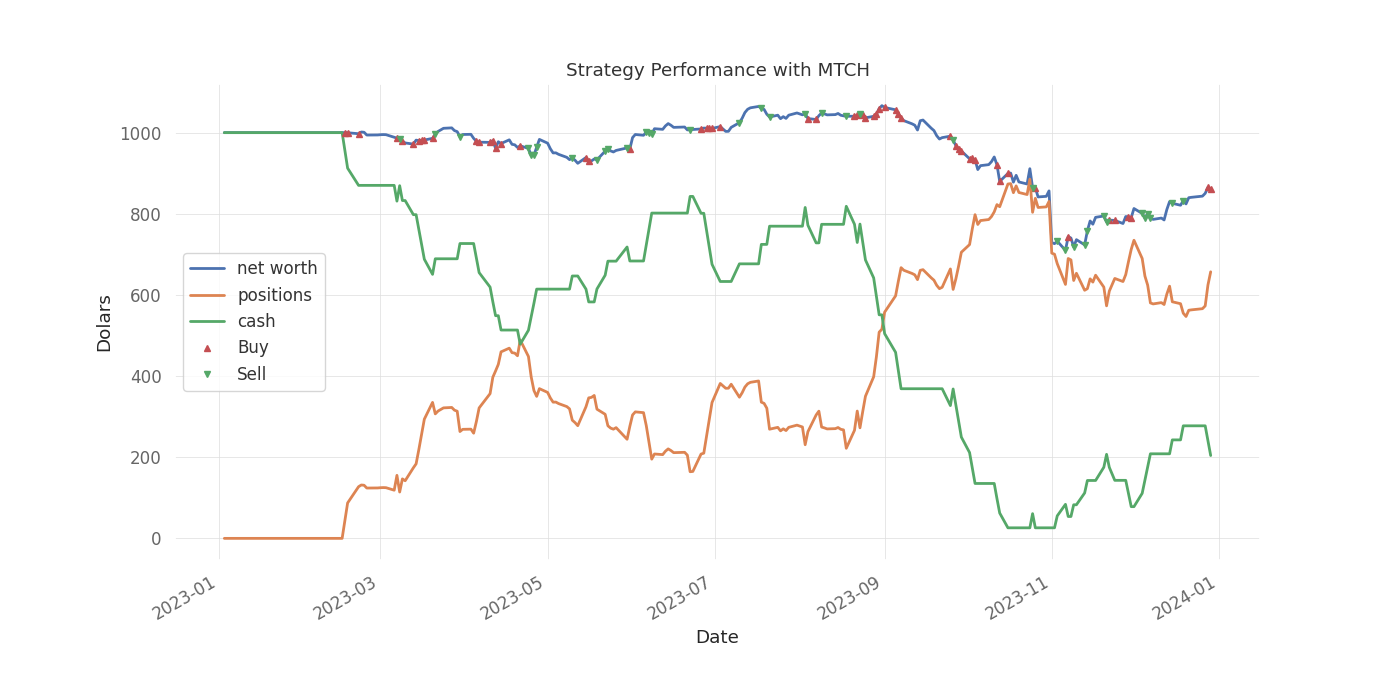 Strategy Performance with MTCH
Dolars
1000
800
600
400
200
0
net worth
positions
cash
Buy
Sell
2023-01
2023-03
2023-05
2023-07
2023-09
2023-11
2024-01
Date